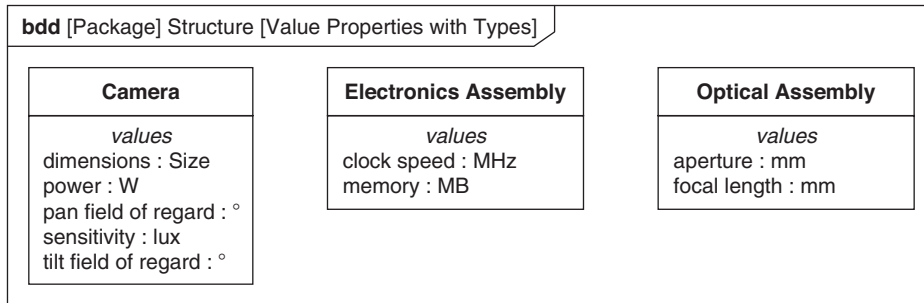 bdd [Package] Structure [Value Properties with Types]
Camera
values
dimensions : Size
power : W
pan field of regard : °
sensitivity : lux
tilt field of regard : °
Electronics Assembly
values
clock speed : MHz
memory : MB
Optical Assembly
values
aperture : mm
focal length : mm